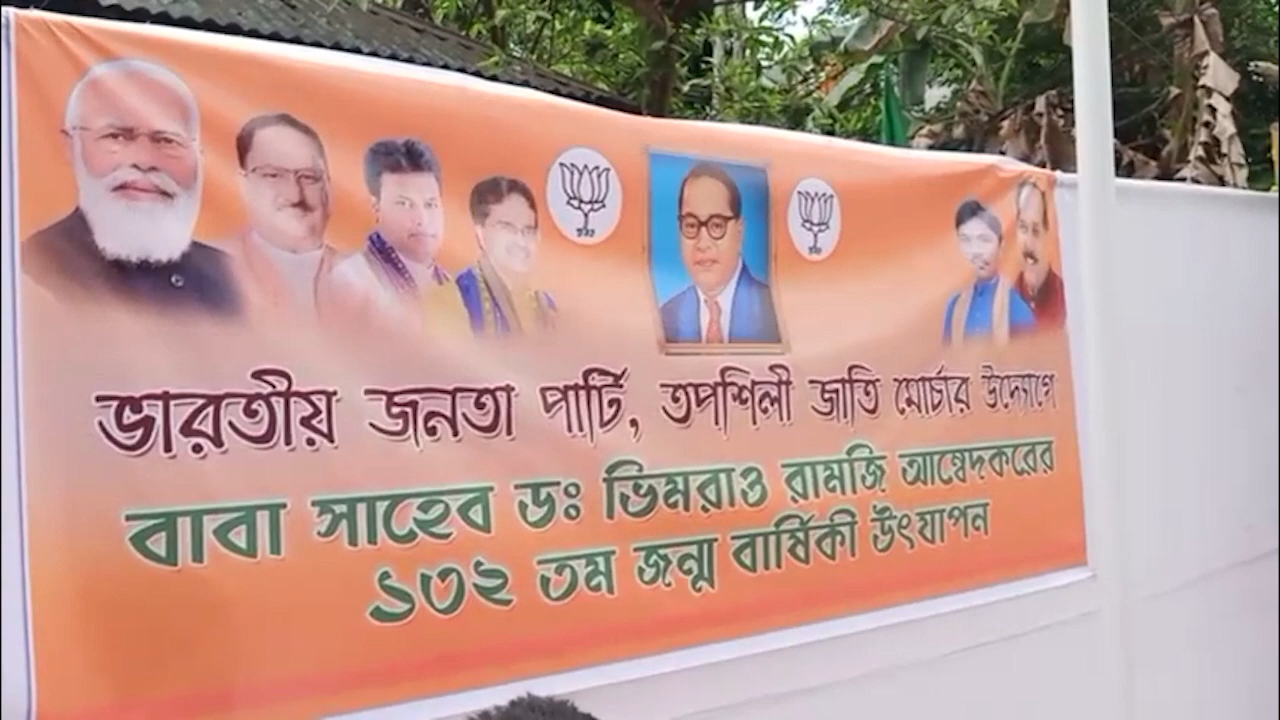 ভারতীয় জনতা পার্টি, তপশিলী জাতি মোর্চার উদ্যোগে
বাবা সাহেব ডঃ ভিমরাও রামজি আম্বেদকরের
১৩২ তম জন্ম বার্ষিকী উৎযাপন